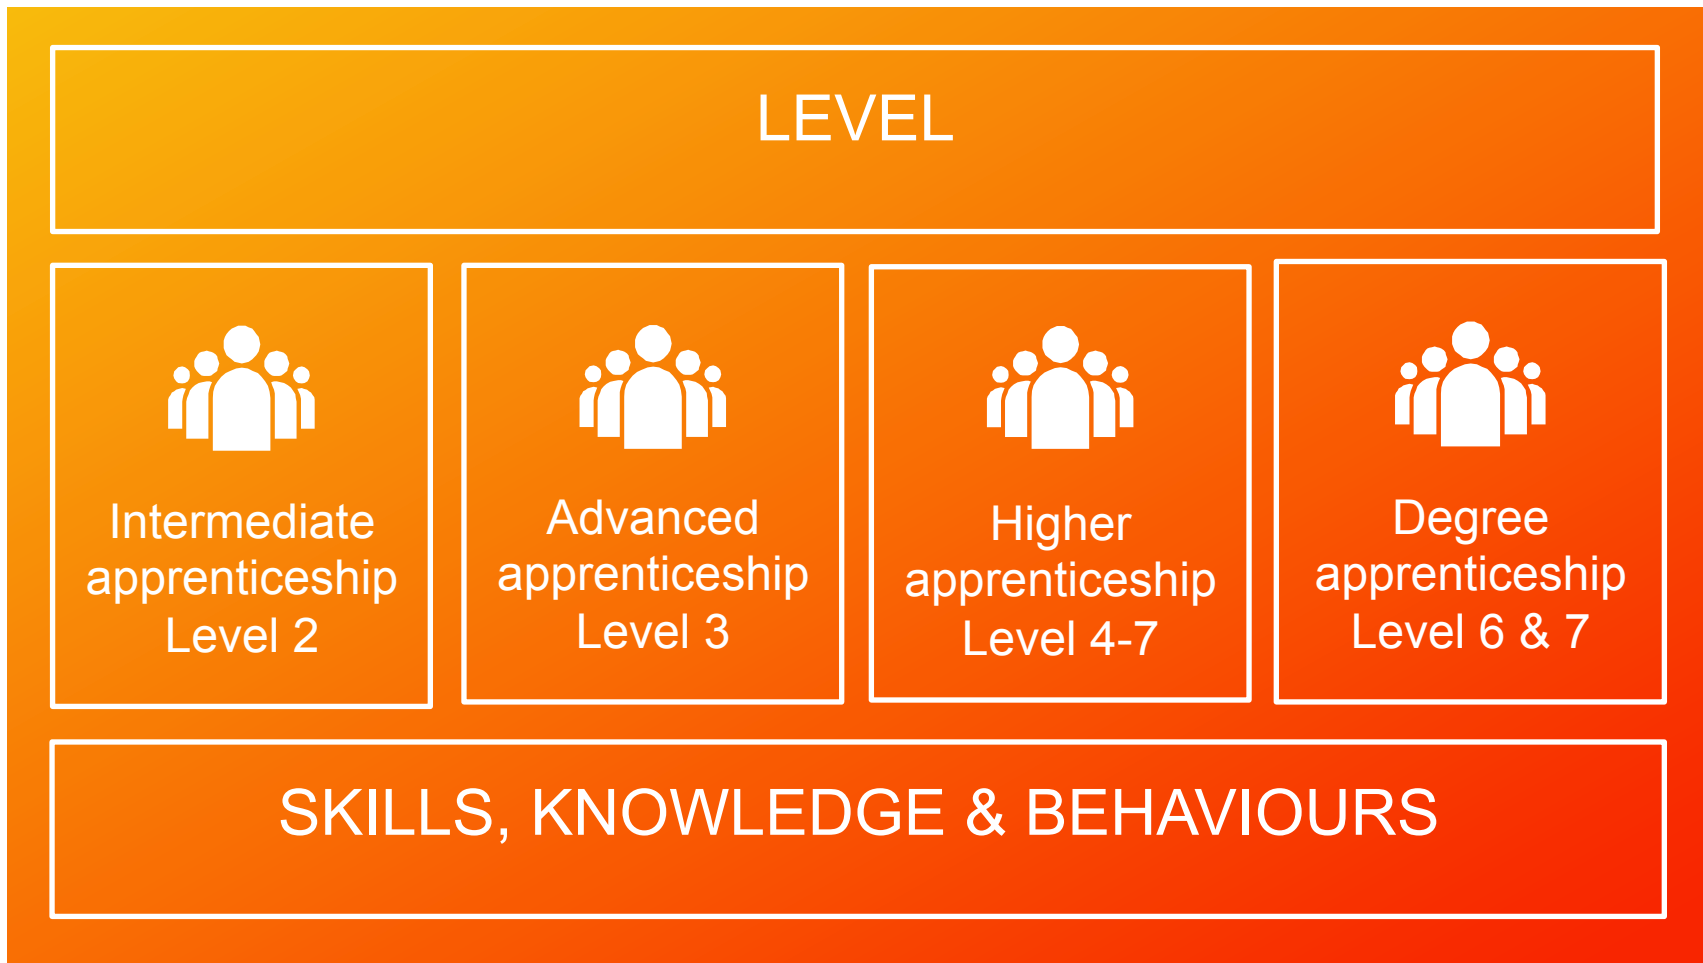 LEVEL
Intermediate
apprenticeship
Level 2
Advanced
apprenticeship
Level 3
Higher
apprenticeship
Level 4-7
Degree
apprenticeship
Level 6 & 7
SKILLS, KNOWLEDGE & BEHAVIOURS